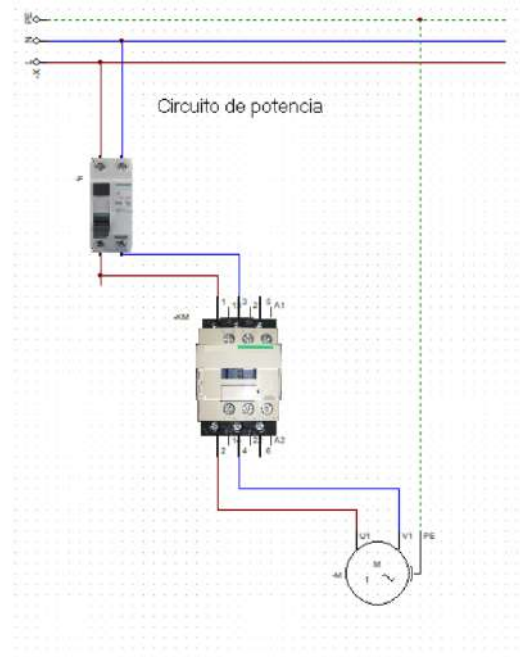 PE
N
L
Circuito de potencia
1 3 5 A1
-KM
2 4 6 A2
U1 V1 PE
M
-M
1